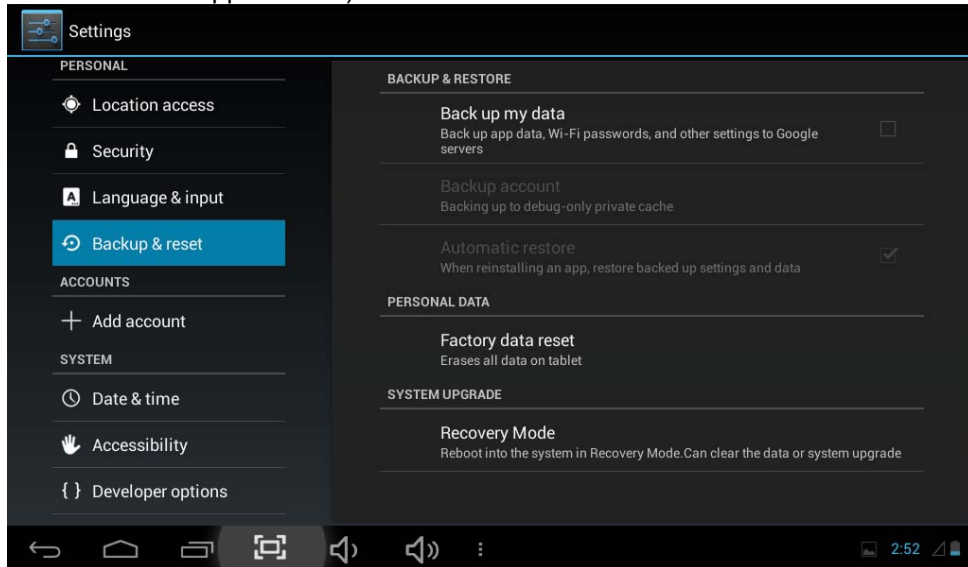 Settings
PERSONAL
Location access
Security
Language & input
Backup & reset
ACCOUNTS
Add account
SYSTEM
Date & time
Accessibility
{ } Developer options
BACKUP & RESTORE
Back up my data
Back up app data, Wi-Fi passwords, and other settings to Google
servers
Backup account
Backing up to debug-only private cache
Automatic restore
When reinstalling an app, restore backed up settings and data
PERSONAL DATA
Factory data reset
Erases all data on tablet
SYSTEM UPGRADE
Recovery Mode
Reboot into the system in Recovery Mode.Can clear the data or system upgrade
2:52